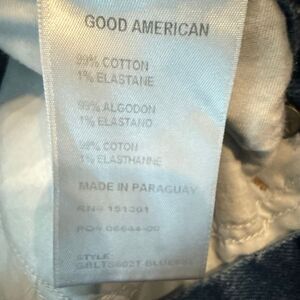 GOOD AMERICAN
99% COTTON
1% ELASTANE
99% ALGODON
1% ELASTANO
99% COTON
1% ELASTHANNE
MADE IN PARAGUAY
RN# 151301
PO#
STYLE: